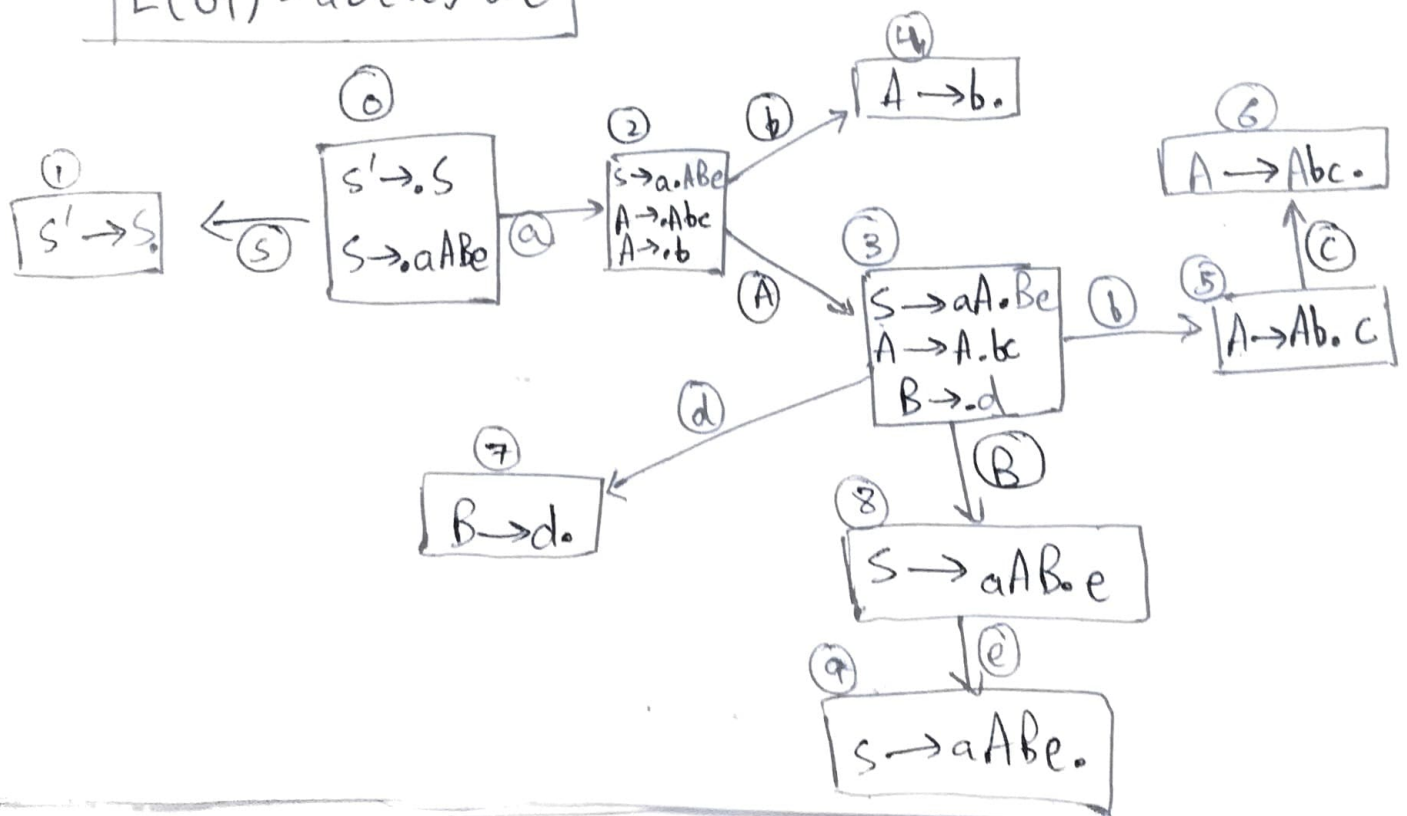 0
S' → .S
S → .aABe
1
S' → S.
S
a
2
S → a.ABe
A → .Abc
A → .b
b
4
A → b.
A
3
S → aA.Be
A → A.bc
B → .d
b
5
A → Ab.c
c
6
A → Abc.
d
7
B → d.
B
8
S → aAB.e
e
9
S → aABe.